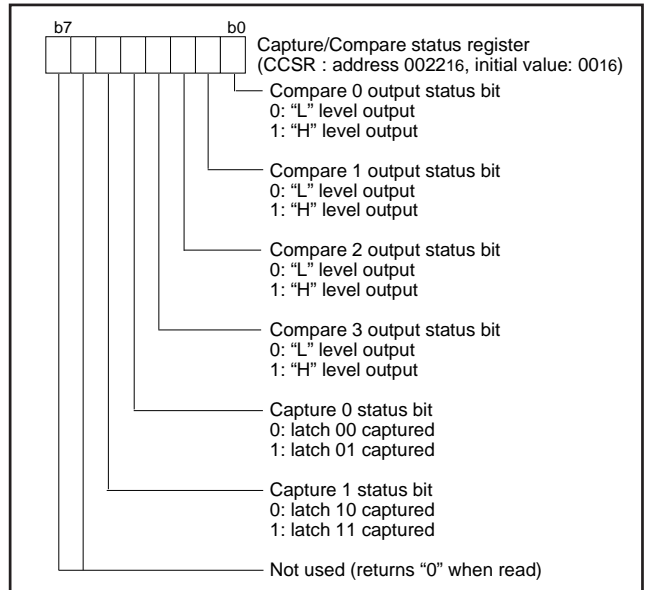 b7 b0
Capture/Compare status register
(CCSR : address 002216, initial value: 0016)
Compare 0 output status bit
0: “L” level output
1: “H” level output
Compare 1 output status bit
0: “L” level output
1: “H” level output
Compare 2 output status bit
0: “L” level output
1: “H” level output
Compare 3 output status bit
0: “L” level output
1: “H” level output
Capture 0 status bit
0: latch 00 captured
1: latch 01 captured
Capture 1 status bit
0: latch 10 captured
1: latch 11 captured
Not used (returns “0” when read)